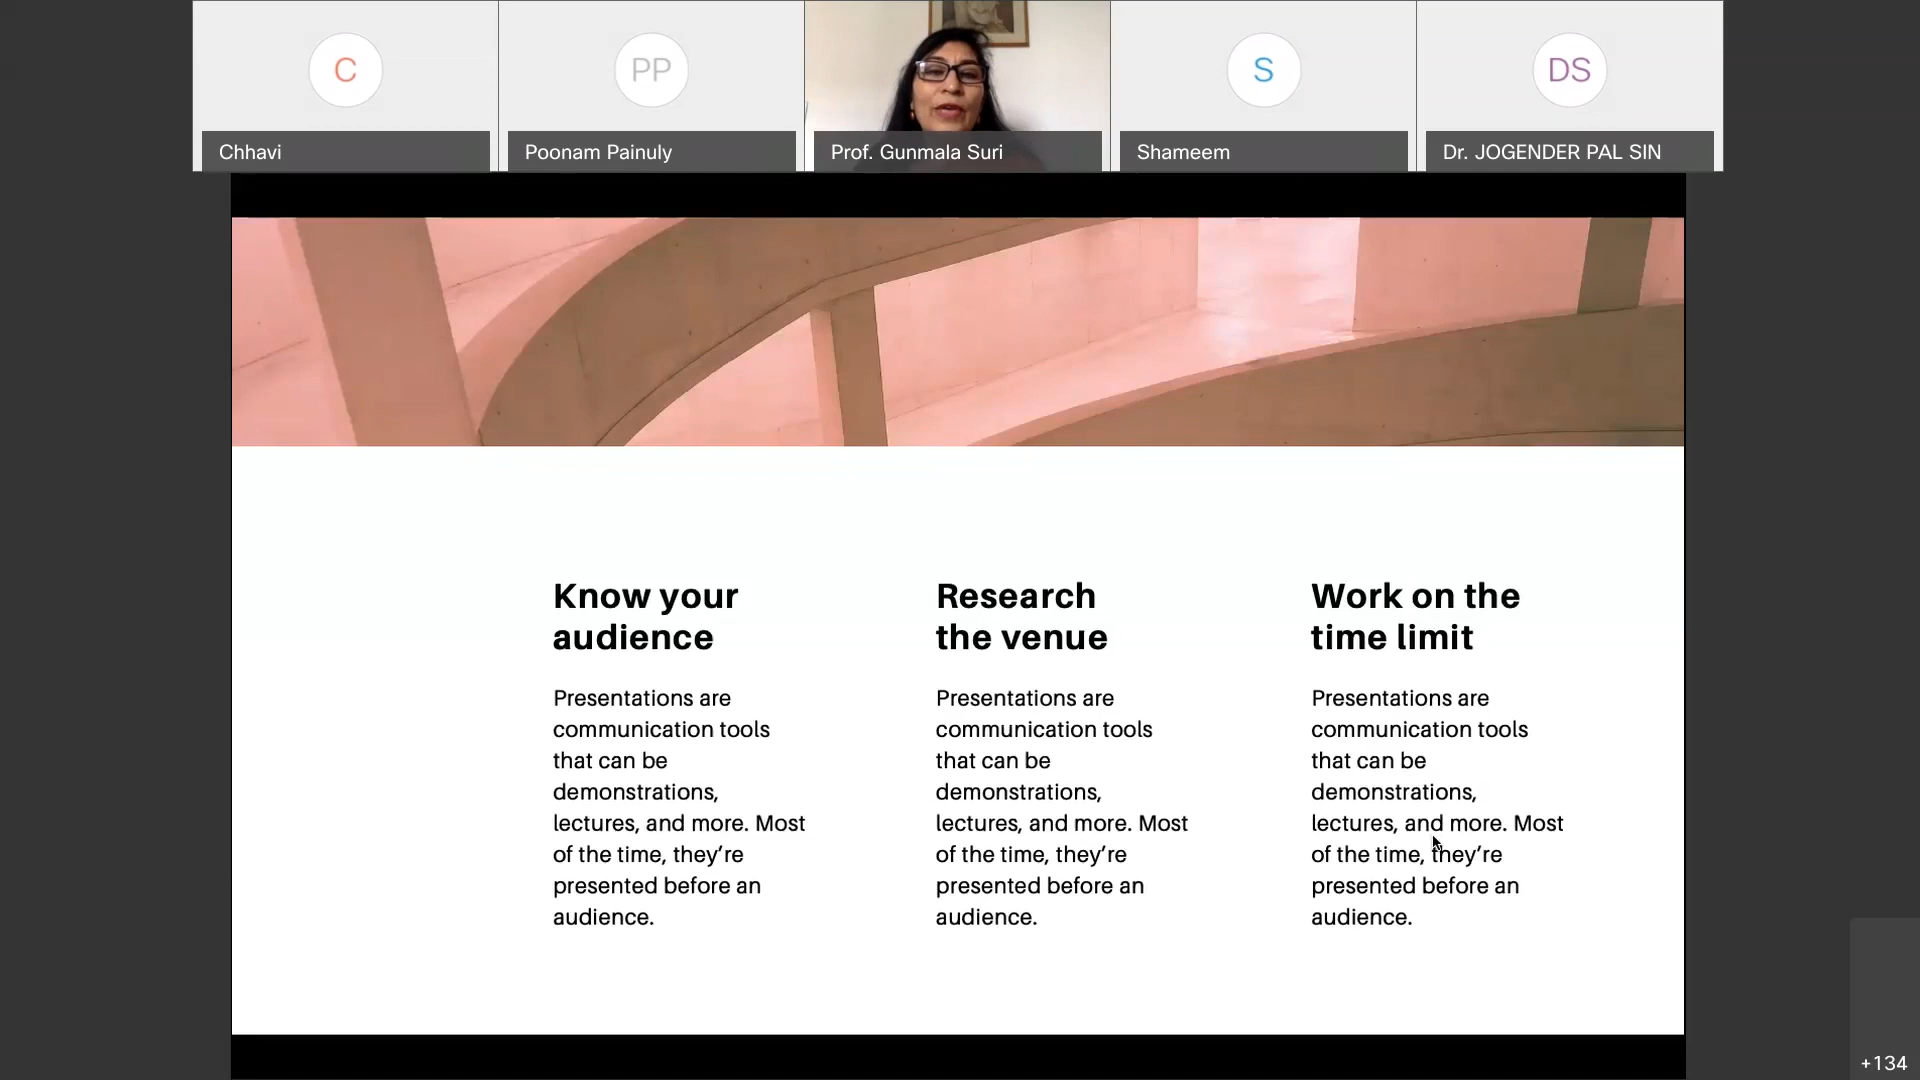 C
PP
S
DS
Chhavi
Poonam Painuly
Prof. Gunmala Suri
Shameem
Dr. JOGENDER PAL SIN
Know your
audience
Presentations are
communication tools
that can be
demonstrations,
lectures, and more. Most
of the time, they're
presented before an
audience.
Research
the venue
Presentations are
communication tools
that can be
demonstrations,
lectures, and more. Most
of the time, they're
presented before an
audience.
Work on the
time limit
Presentations are
communication tools
that can be
demonstrations,
lectures, and more. Most
of the time, they're
presented before an
audience.
+134